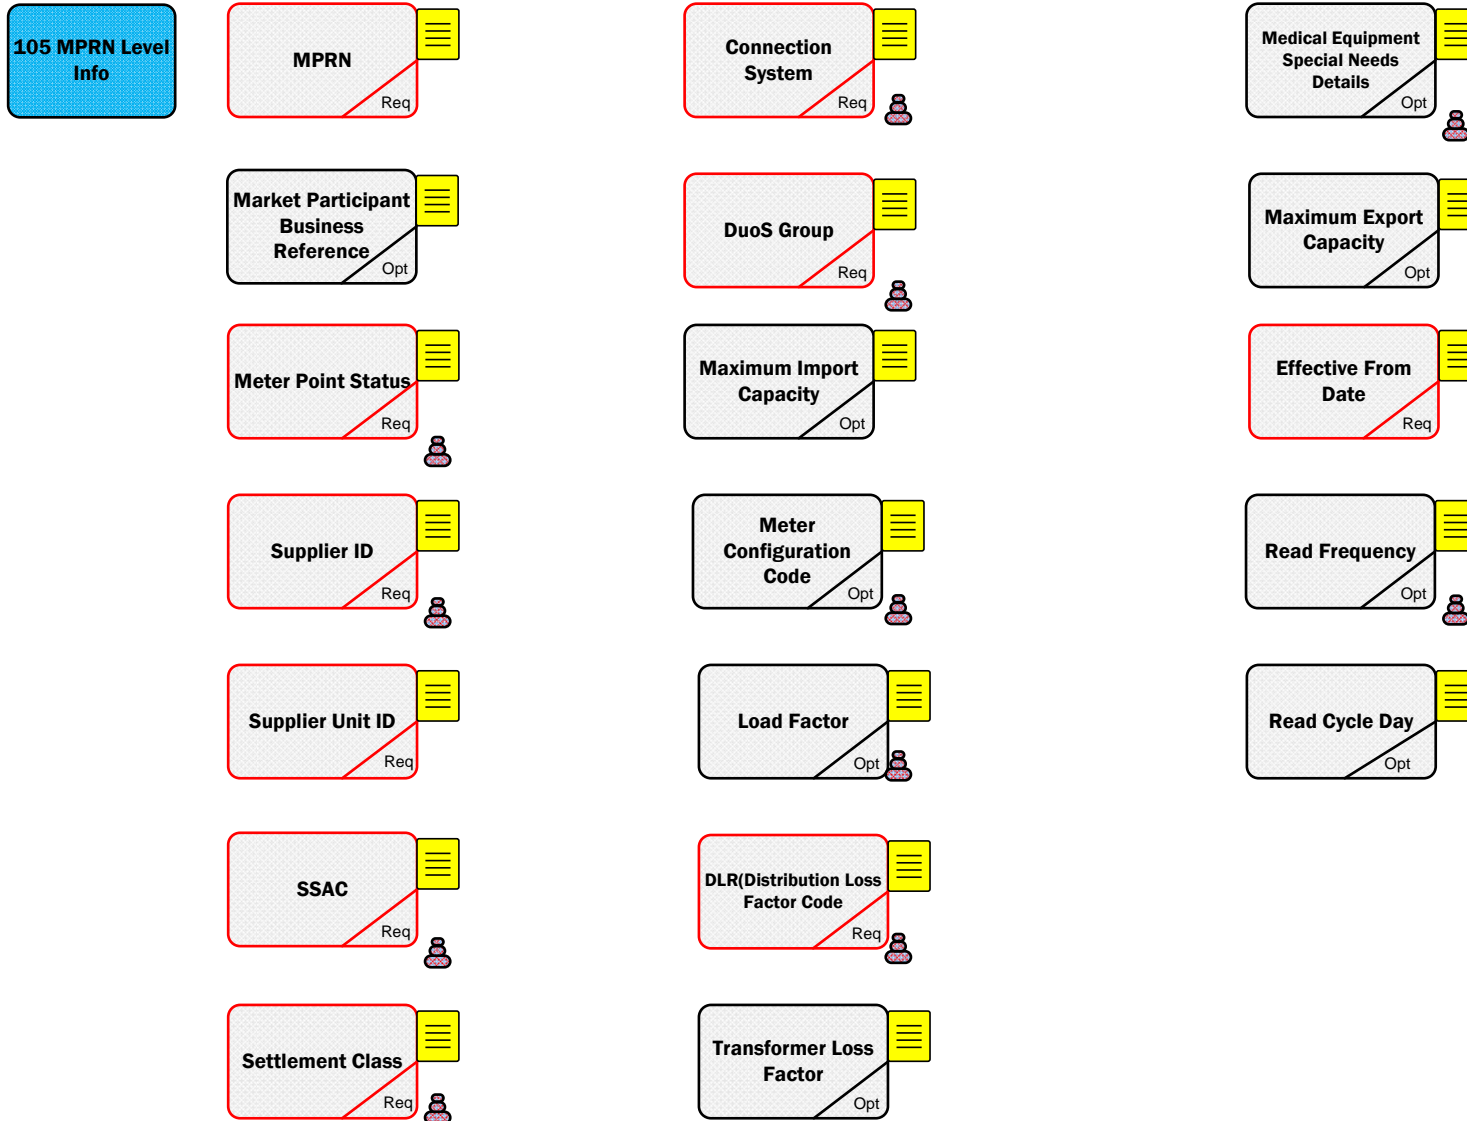 105 MPRN Level
Info
MPRN
Req
Connection
System
Req
Medical Equipment
Special Needs
Details
Opt
Market Participant
Business
Reference
Opt
DuoS Group
Req
Maximum Export
Capacity
Opt
Meter Point Status
Req
Maximum Import
Capacity
Opt
Effective From
Date
Req
Supplier ID
Req
Meter
Configuration
Code
Opt
Read Frequency
Opt
Supplier Unit ID
Req
Load Factor
Opt
Read Cycle Day
Opt
SSAC
Req
DLR(Distribution Loss
Factor Code
Req
Settlement Class
Req
Transformer Loss
Factor
Opt